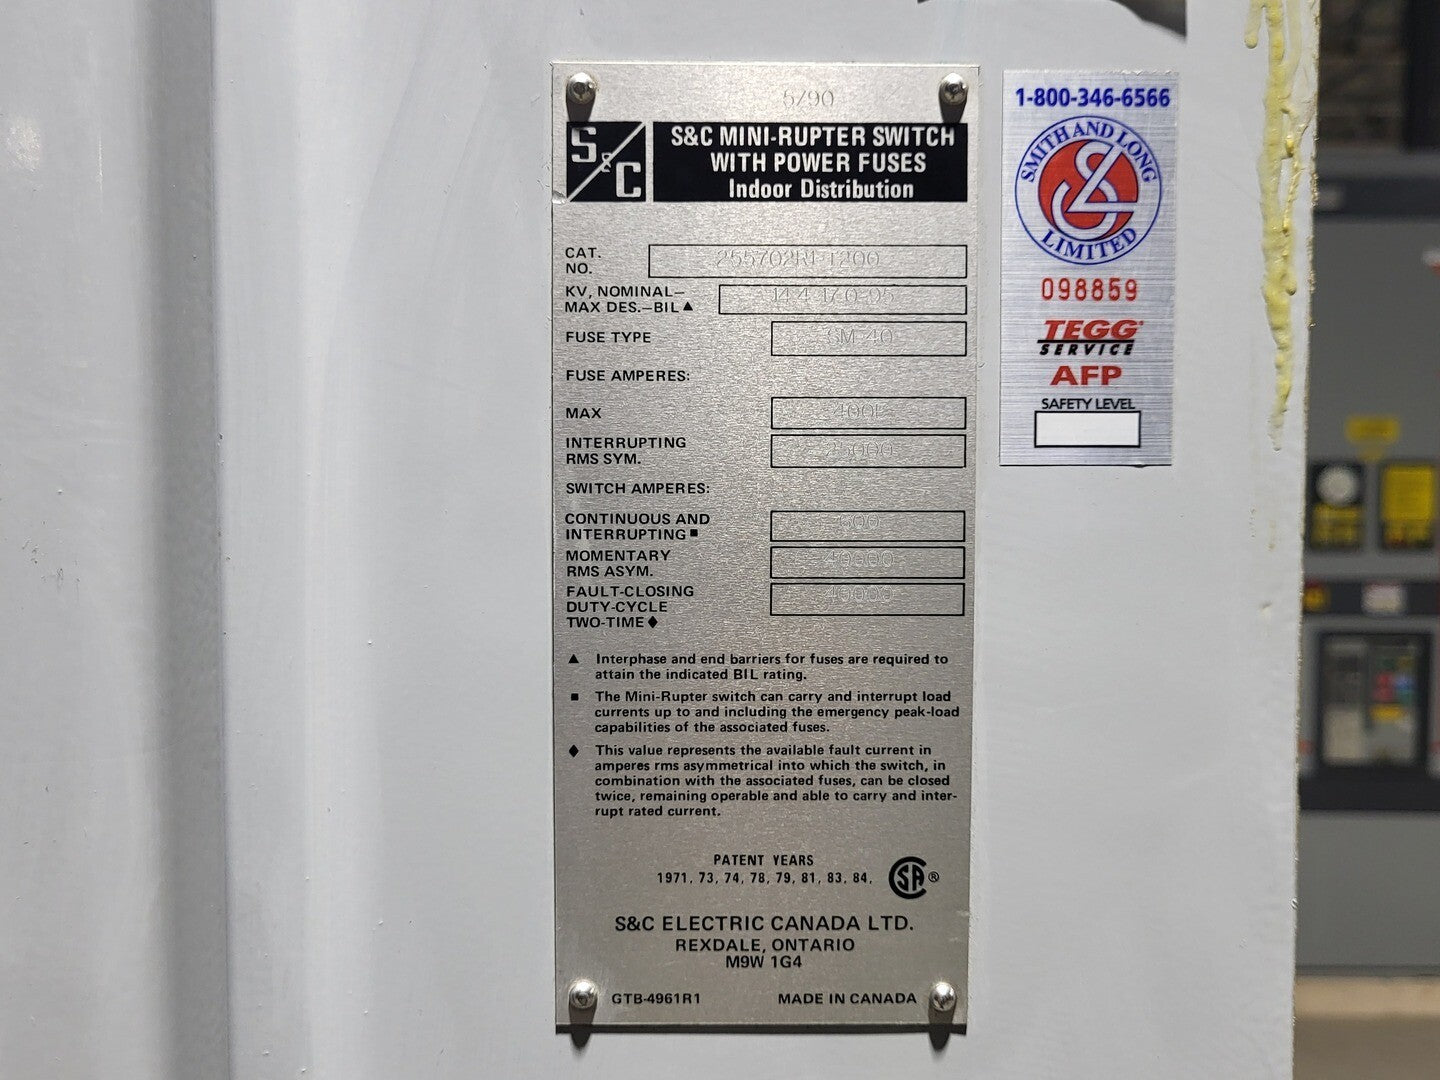 5/90
S&C
S&C MINI-RUPTER SWITCH
WITH POWER FUSES
Indoor Distribution
CAT.
NO.
KV, NOMINAL–
MAX DES.–BIL ▲
14.4-17.0-95
FUSE TYPE
SM-40
FUSE AMPERES:
MAX
INTERRUPTING
RMS SYM.
25000
SWITCH AMPERES:
CONTINUOUS AND
INTERRUPTING ■
600
MOMENTARY
RMS ASYM.
40000
FAULT-CLOSING
DUTY-CYCLE
TWO-TIME ♦
40000
▲ Interphase and end barriers for fuses are required to
attain the indicated BIL rating.
■ The Mini-Rupter switch can carry and interrupt load
currents up to and including the emergency peak-load
capabilities of the associated fuses.
♦ This value represents the available fault current in
amperes rms asymmetrical into which the switch, in
combination with the associated fuses, can be closed
twice, remaining operable and able to carry and inter-
rupt rated current.
PATENT YEARS
1971, 73, 74, 78, 79, 81, 83, 84,
CSA®
S&C ELECTRIC CANADA LTD.
REXDALE, ONTARIO
M9W 1G4
GTB-4961R1 MADE IN CANADA
1-800-346-6566
SMITH AND LONG
LIMITED
098859
TEGG
SERVICE
AFP
SAFETY LEVEL